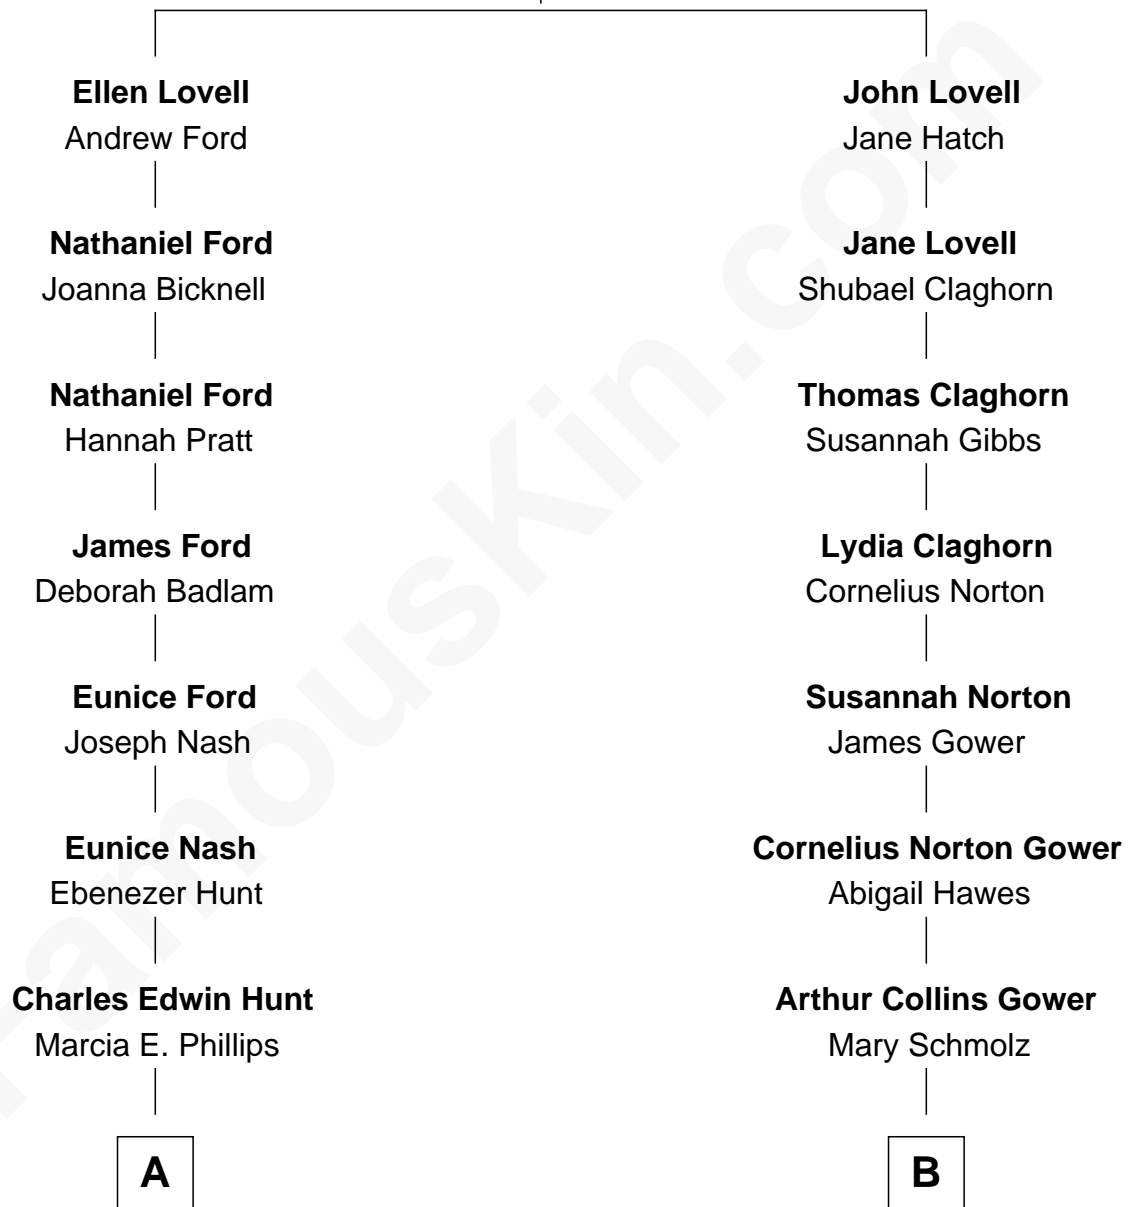 Ellen Lovell
Andrew Ford
Nathaniel Ford
Joanna Bicknell
Nathaniel Ford
Hannah Pratt
James Ford
Deborah Badlam
Eunice Ford
Joseph Nash
Eunice Nash
Ebenezer Hunt
Charles Edwin Hunt
Marcia E. Phillips
A
John Lovell
Jane Hatch
Jane Lovell
Shubael Claghorn
Thomas Claghorn
Susannah Gibbs
Lydia Claghorn
Cornelius Norton
Susannah Norton
James Gower
Cornelius Norton Gower
Abigail Hawes
Arthur Collins Gower
Mary Schmolz
B
FamousKin.com